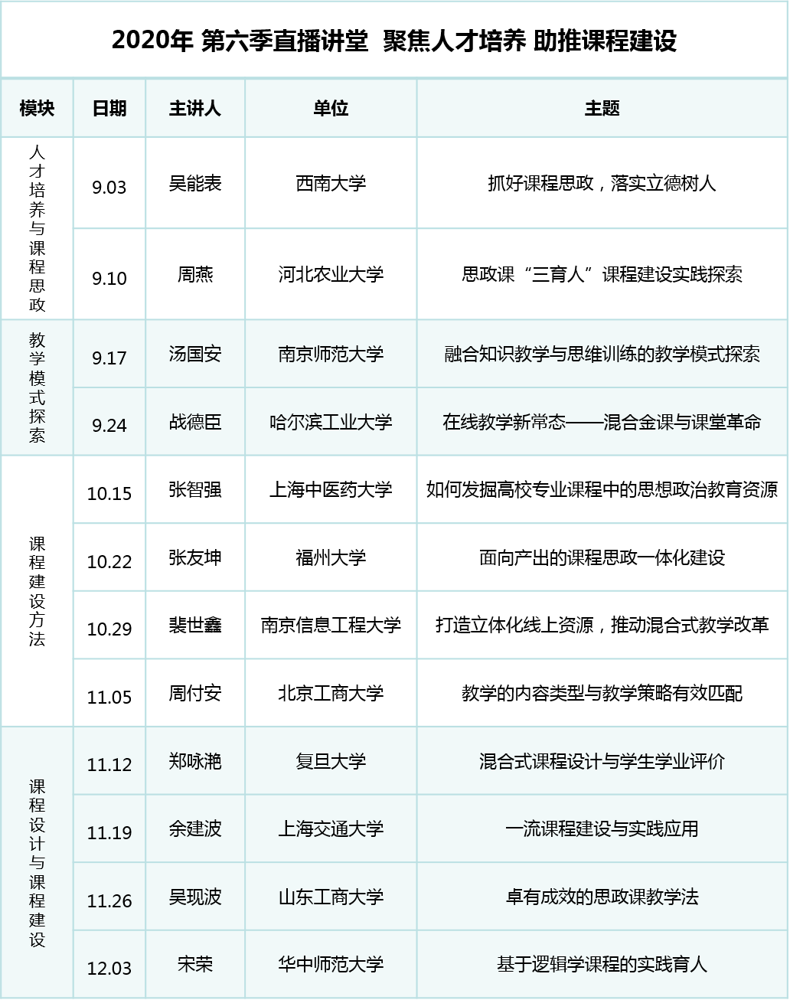 2020年 第六季直播讲堂  聚焦人才培养 助推课程建设
模块 日期 主讲人 单位 主题
人才培养与课程思政
9.03 吴能表 西南大学 抓好课程思政，落实立德树人
9.10 周燕 河北农业大学 思政课“三育人”课程建设实践探索
教学模式探索
9.17 汤国安 南京师范大学 融合知识教学与思维训练的教学模式探索
9.24 战德臣 哈尔滨工业大学 在线教学新常态——混合金课与课堂革命
课程建设方法
10.15 张智强 上海中医药大学 如何发掘高校专业课程中的思想政治教育资源
10.22 张友坤 福州大学 面向产出的课程思政一体化建设
10.29 裴世鑫 南京信息工程大学 打造立体化线上资源，推动混合式教学改革
11.05 周付安 北京工商大学 教学的内容类型与教学策略有效匹配
课程设计与课程建设
11.12 郑咏滟 复旦大学 混合式课程设计与学生学业评价
11.19 余建波 上海交通大学 一流课程建设与实践应用
11.26 吴现波 山东工商大学 卓有成效的思政课教学法
12.03 宋荣 华中师范大学 基于逻辑学课程的实践育人